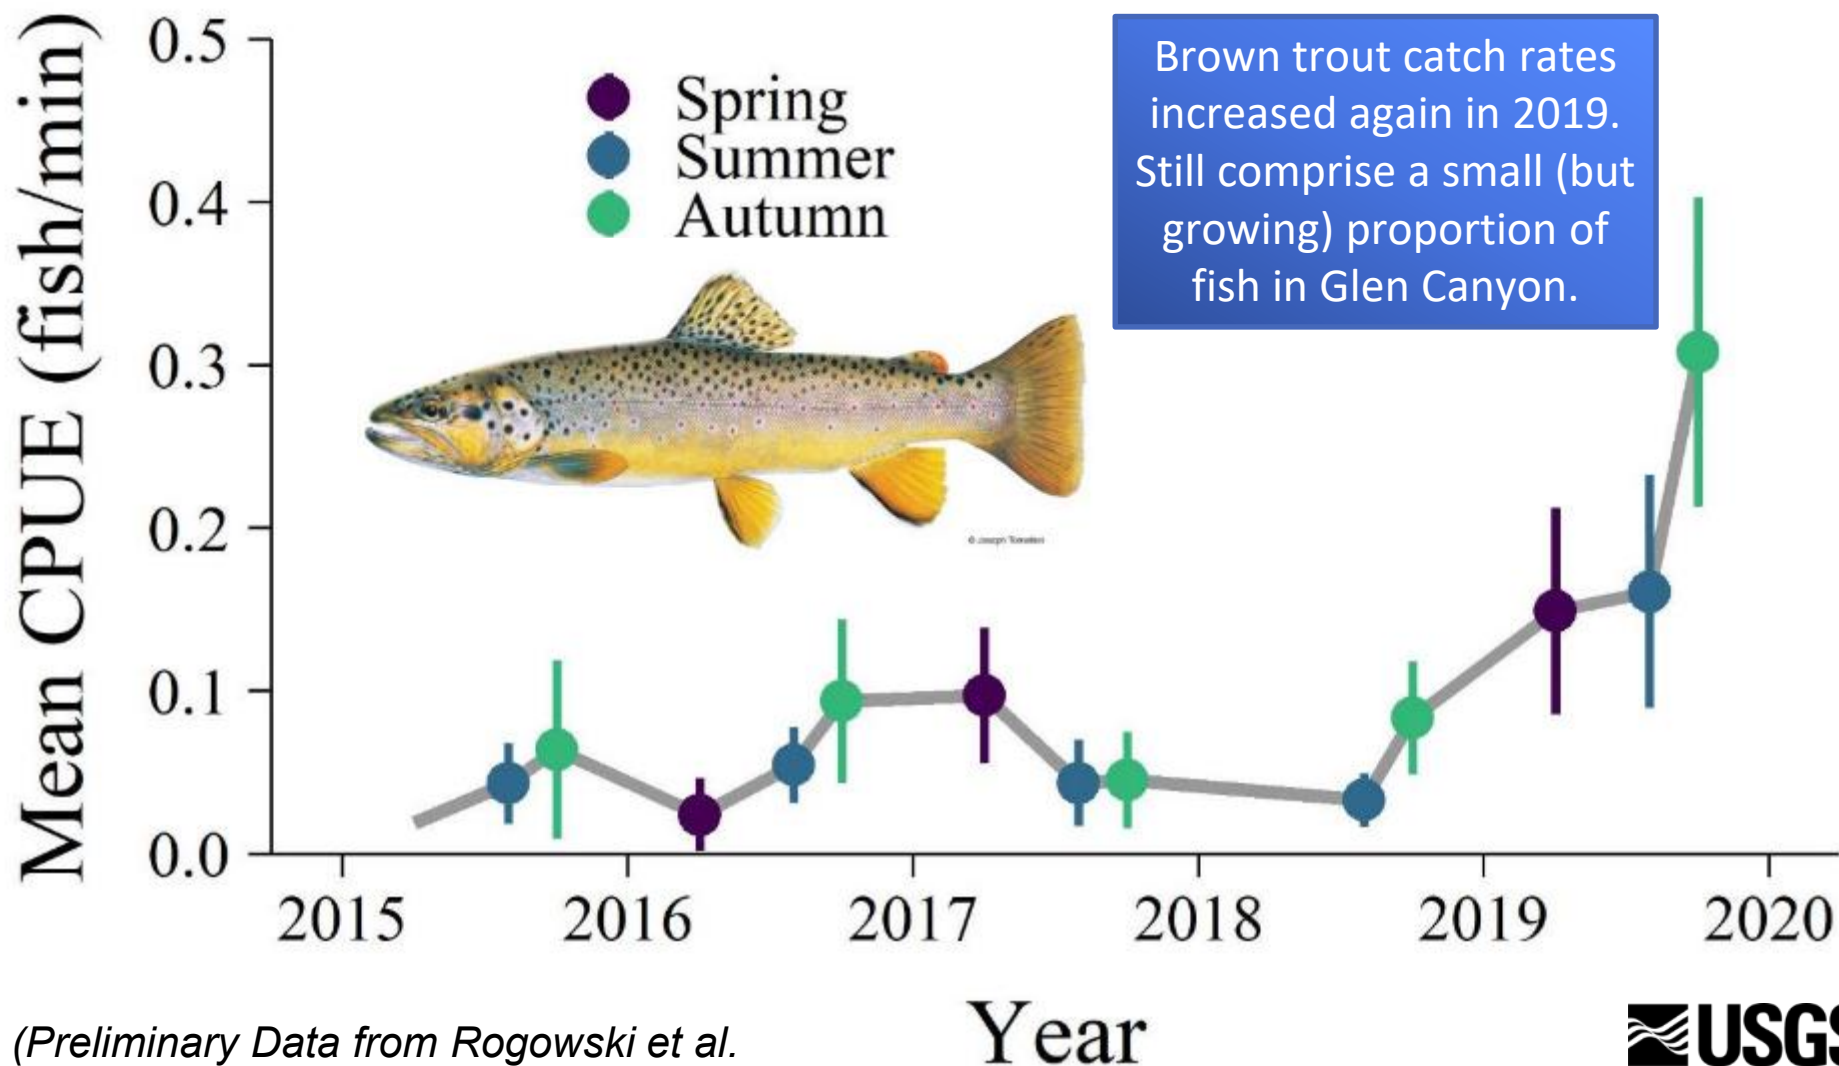 0.5
0.4
0.3
0.2
0.1
0.0
Mean CPUE (fish/min)
Spring
Summer
Autumn
Brown trout catch rates
increased again in 2019.
Still comprise a small (but
growing) proportion of
fish in Glen Canyon.
© Joseph Tomelleri
2015
2016
2017
2018
2019
2020
Year
(Preliminary Data from Rogowski et al.
USGS